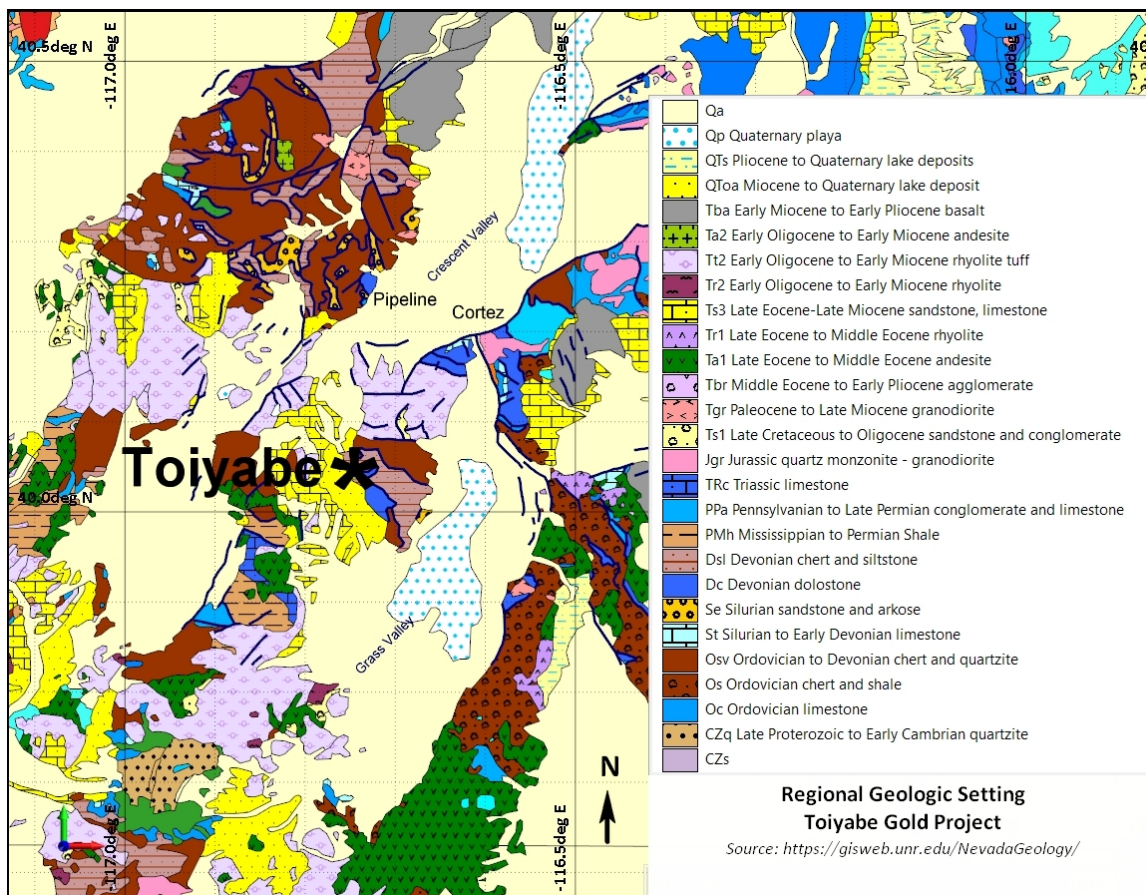 40.5deg N
-117.0deg E
-116.5deg E
-116.0deg E
40
Qa
Qp Quaternary playa
QTs Pliocene to Quaternary lake deposits
QToa Miocene to Quaternary lake deposit
Tba Early Miocene to Early Pliocene basalt
Ta2 Early Oligocene to Early Miocene andesite
Tt2 Early Oligocene to Early Miocene rhyolite tuff
Tr2 Early Oligocene to Early Miocene rhyolite
Ts3 Late Eocene-Late Miocene sandstone, limestone
Tr1 Late Eocene to Middle Eocene rhyolite
Ta1 Late Eocene to Middle Eocene andesite
Tbr Middle Eocene to Early Pliocene agglomerate
Tgr Paleocene to Late Miocene granodiorite
Ts1 Late Cretaceous to Oligocene sandstone and conglomerate
Jgr Jurassic quartz monzonite - granodiorite
TRc Triassic limestone
PPa Pennsylvanian to Late Permian conglomerate and limestone
PMh Mississippian to Permian Shale
Dsl Devonian chert and siltstone
Dc Devonian dolostone
Se Silurian sandstone and arkose
St Silurian to Early Devonian limestone
Osv Ordovician to Devonian chert and quartzite
Os Ordovician chert and shale
Oc Ordovician limestone
CZq Late Proterozoic to Early Cambrian quartzite
CZs
Crescent Valley
Pipeline
Cortez
Toiyabe*
40.0deg N
Grass Valley
N
-117.0deg E
-116.5deg E
Regional Geologic Setting
Toiyabe Gold Project
Source: https://gisweb.unr.edu/NevadaGeology/